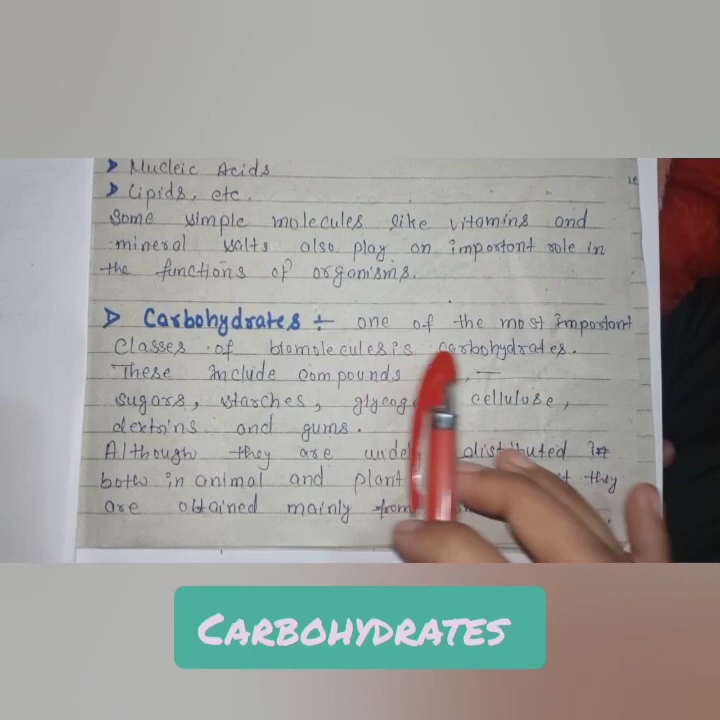 ➤ Nucleic Acids
➤ Lipids, etc.
Some simple molecules like vitamins and
mineral salts also play an important role in
the functions of organisms.
➤ Carbohydrates ÷ one of the most important
Classes of biomolecules is carbohydrates.
These include compounds
sugars, starches, cellulose,
dextrins and gums.
Although they are distributed in
both in animal and plant they
are obtained mainly from
CARBOHYDRATES